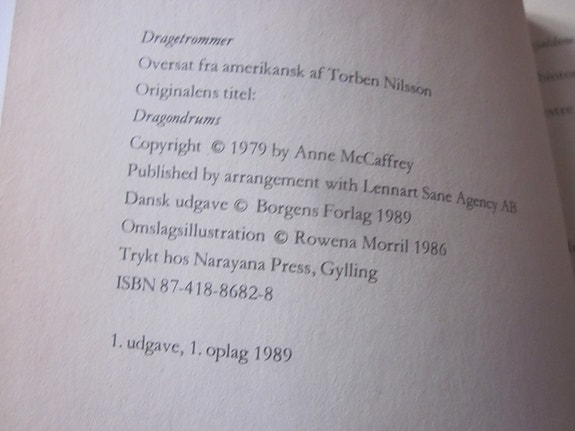 Dragetrommer
Oversat fra amerikansk af Torben Nilsson
Originalens titel:
Dragondrums
Copyright © 1979 by Anne McCaffrey
Published by arrangement with Lennart Sane Agency AB
Dansk udgave © Borgens Forlag 1989
Omslagsillustration © Rowena Morril 1986
Trykt hos Narayana Press, Gylling
ISBN 87-418-8682-8
1. udgave, 1. oplag 1989